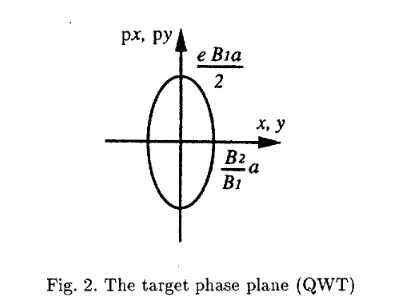 px, py
e B1a
2
x, y
B2
B1
a
Fig. 2. The target phase plane (QWT)